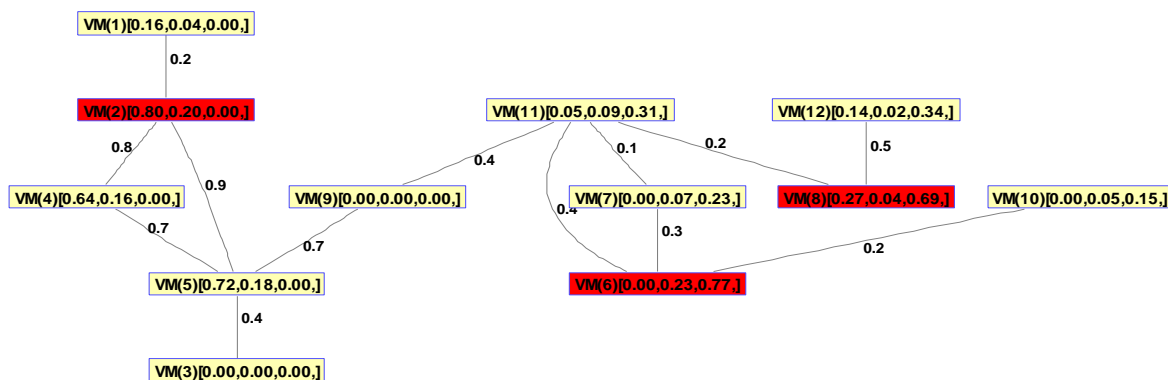 VM(1)[0.16,0.04,0.00,]
0.2
VM(2)[0.80,0.20,0.00,]
VM(11)[0.05,0.09,0.31,]
VM(12)[0.14,0.02,0.34,]
0.8
0.9
0.4
0.1
0.2
0.5
VM(4)[0.64,0.16,0.00,]
VM(9)[0.00,0.00,0.00,]
VM(7)[0.00,0.07,0.23,]
VM(8)[0.27,0.04,0.69,]
VM(10)[0.00,0.05,0.15,]
0.4
0.7
0.7
0.3
0.2
VM(5)[0.72,0.18,0.00,]
VM(6)[0.00,0.23,0.77,]
0.4
VM(3)[0.00,0.00,0.00,]